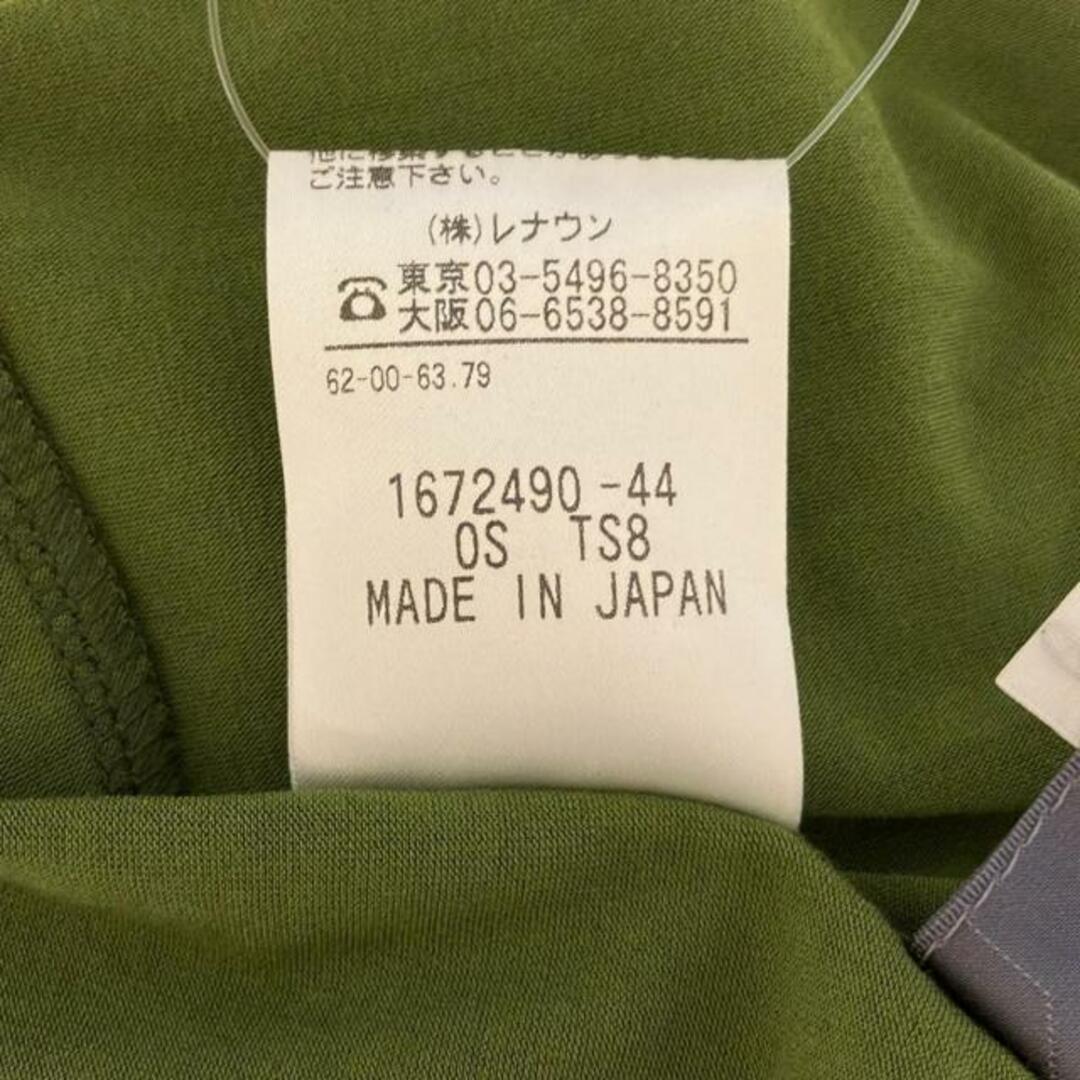 ご注意下さい。
(株)レナウン
☎東京03-5496-8350
大阪06-6538-8591
62-00-63.79
1672490-44
OS TS8
MADE IN JAPAN